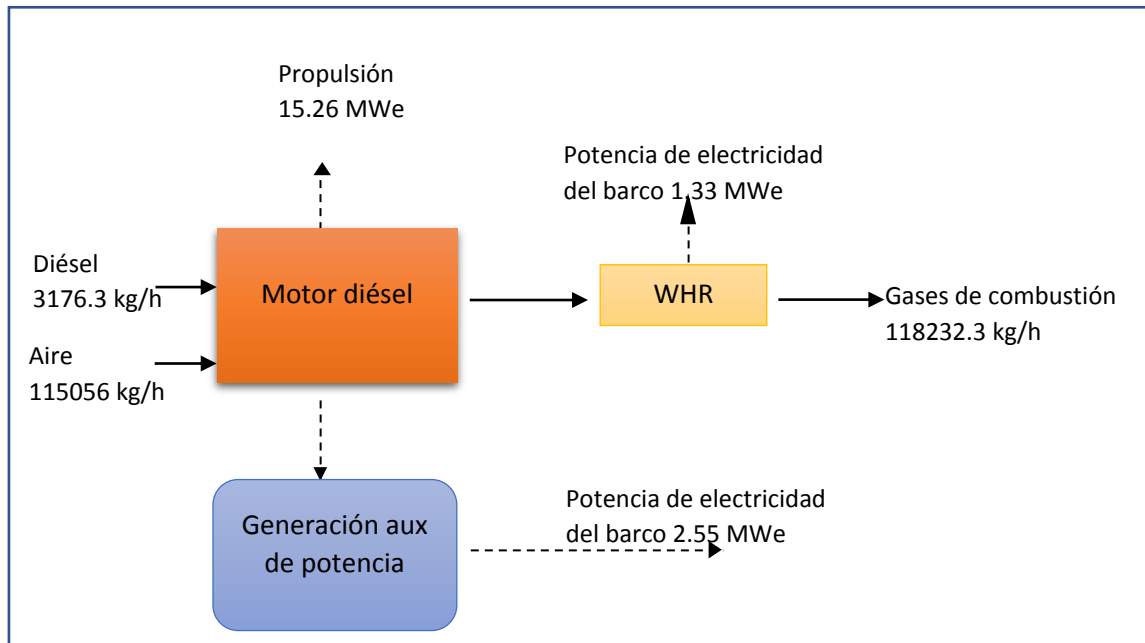 Propulsión
15.26 MWe
Potencia de electricidad
del barco 1.33 MWe
Diésel
3176.3 kg/h
Motor diésel
WHR
Gases de combustión
118232.3 kg/h
Aire
115056 kg/h
Generación aux
de potencia
Potencia de electricidad
del barco 2.55 MWe